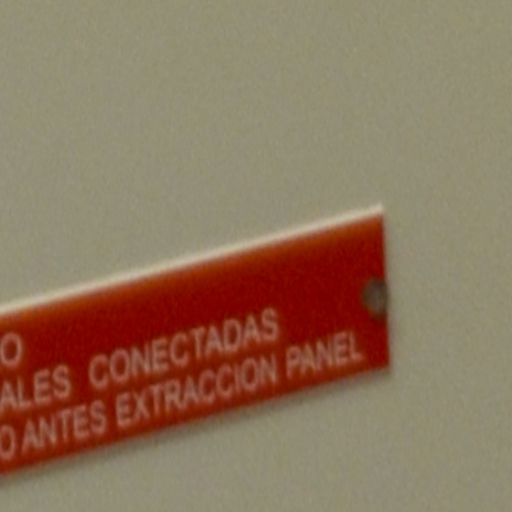 O
ALES CONECTADAS
O ANTES EXTRACCION PANEL